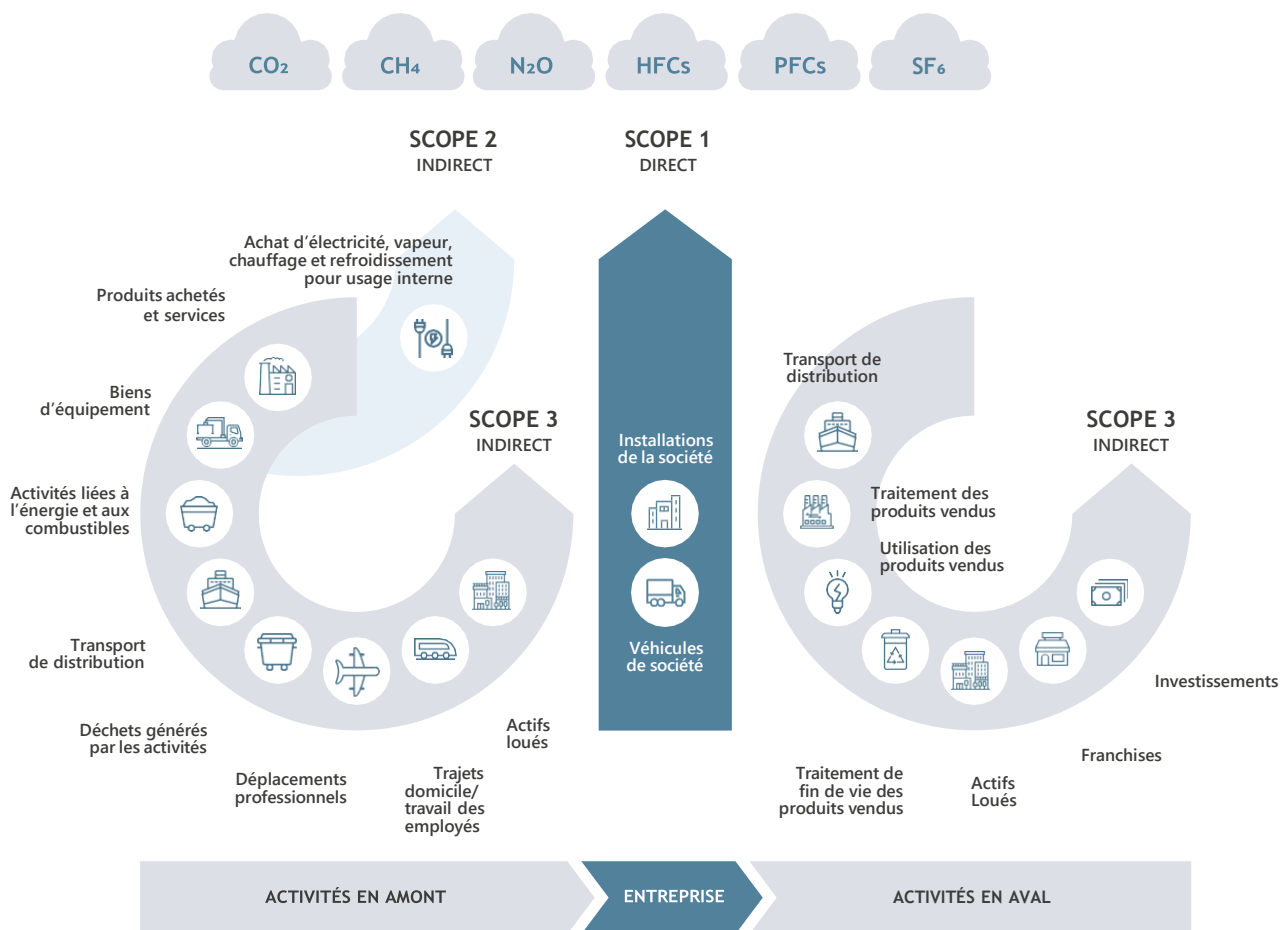 CO₂
CH₄
N₂O
HFCs
PFCs
SF₆
SCOPE 2
INDIRECT
SCOPE 1
DIRECT
Achat d’électricité, vapeur,
chauffage et refroidissement
pour usage interne
Produits achetés
et services
Biens
d’équipement
Activités liées à
l’énergie et aux
combustibles
Transport
de distribution
Déchets générés
par les activités
Déplacements
professionnels
Trajets
domicile/
travail des
employés
Actifs
loués
SCOPE 3
INDIRECT
Installations
de la société
Véhicules
de société
Transport de
distribution
Traitement des
produits vendus
Utilisation des
produits vendus
Traitement de
fin de vie des
produits vendus
Actifs
Loués
Franchises
Investissements
SCOPE 3
INDIRECT
ACTIVITÉS EN AMONT
ENTREPRISE
ACTIVITÉS EN AVAL